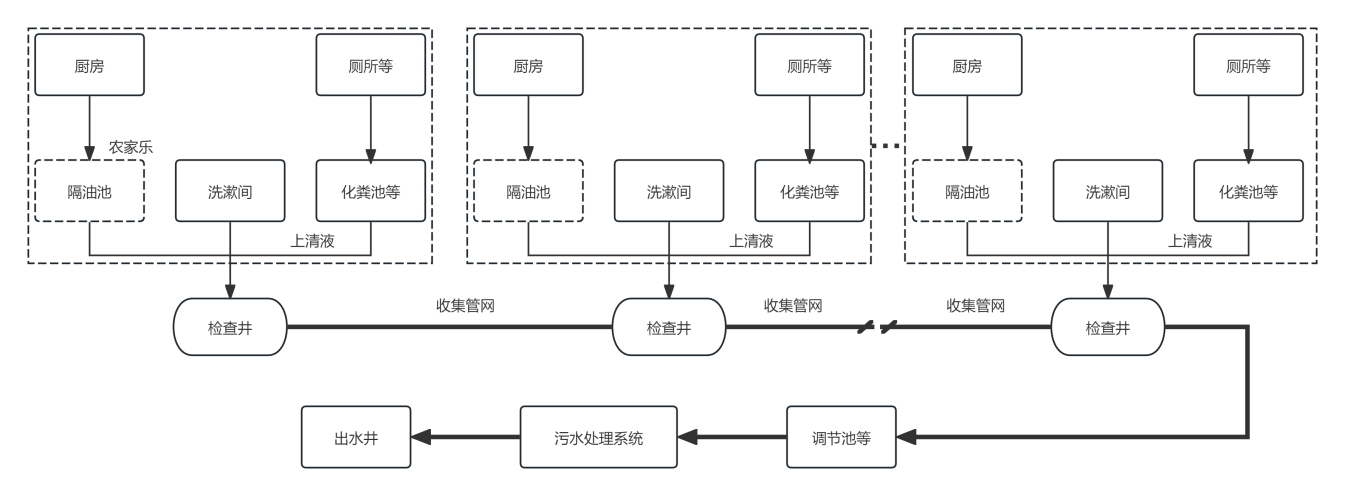 厨房
厕所等
厨房
厕所等
厨房
厕所等
农家乐
隔油池
洗漱间
化粪池等
隔油池
洗漱间
化粪池等
隔油池
洗漱间
化粪池等
上清液
上清液
上清液
收集管网
收集管网
收集管网
检查井
检查井
检查井
出水井
污水处理系统
调节池等